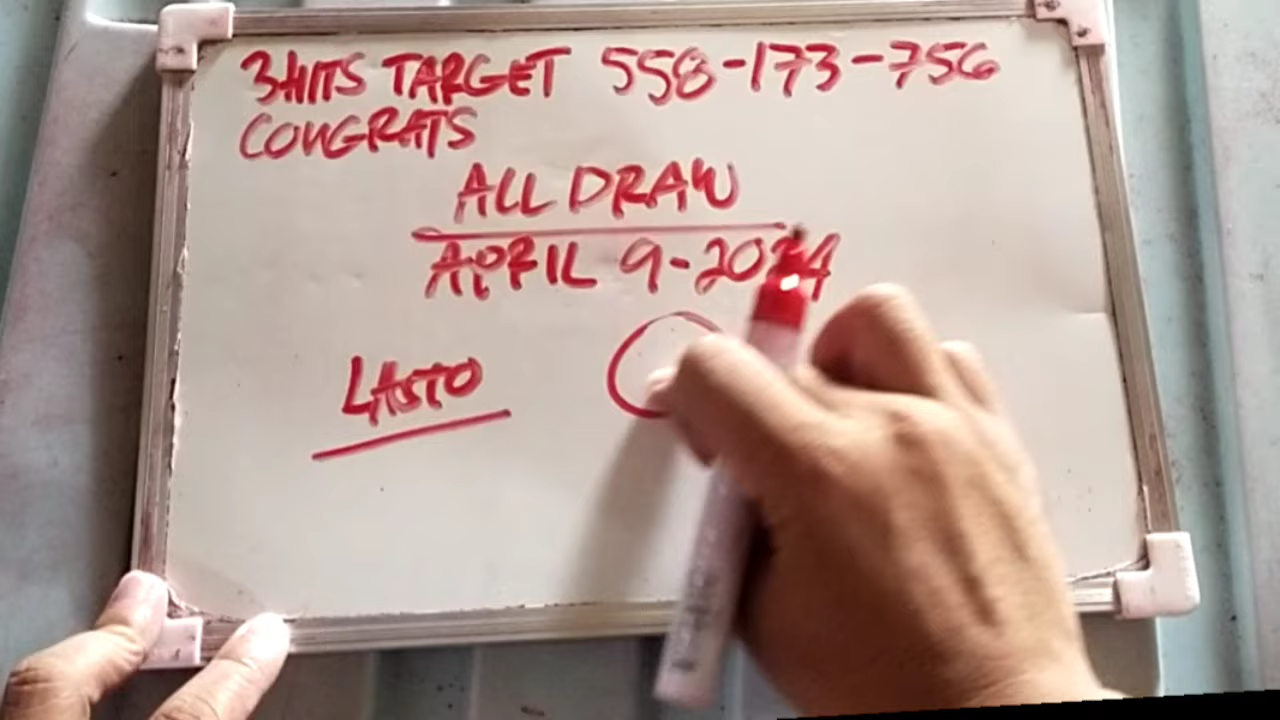 3HITS TARGET 558-173-756
CONGRATS
ALL DRAW
APRIL 9-2024
LASTO